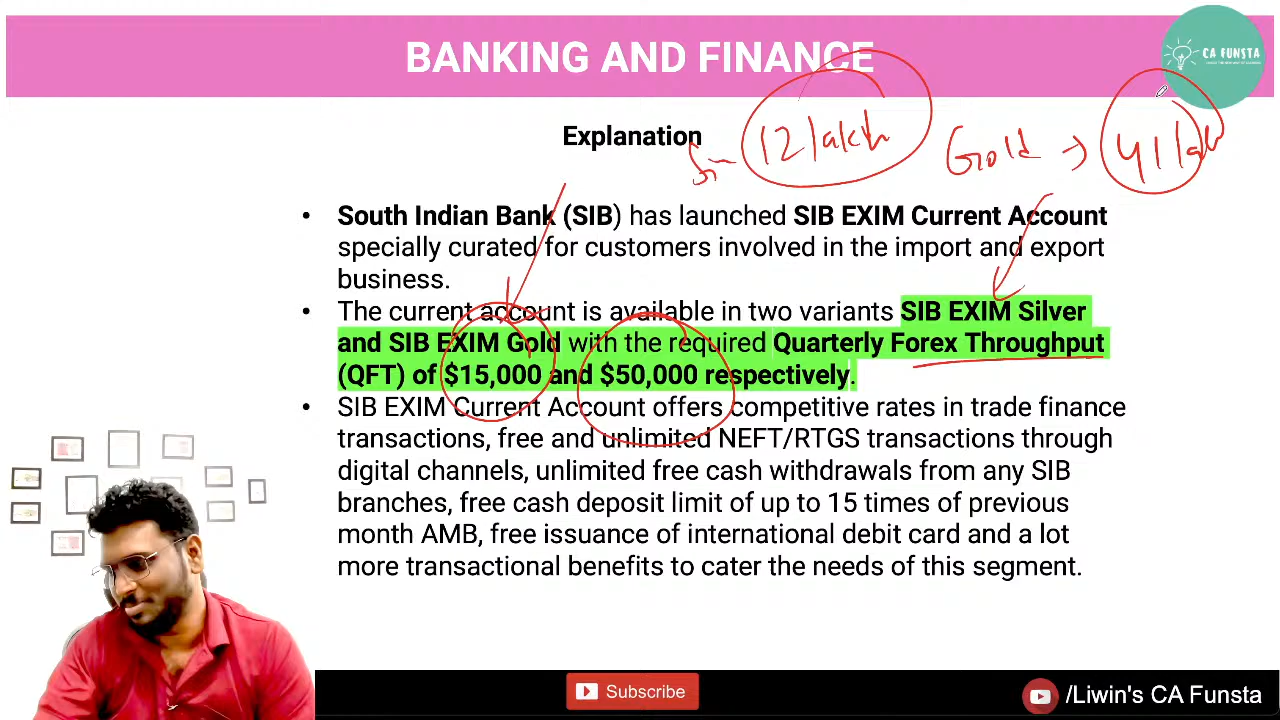 BANKING AND FINANCE
CA FUNSTA
Explanation
12 lakh
Gold → 41 lakh
South Indian Bank (SIB) has launched SIB EXIM Current Account
specially curated for customers involved in the import and export
business.
The current account is available in two variants SIB EXIM Silver
and SIB EXIM Gold with the required Quarterly Forex Throughput
(QFT) of $15,000 and $50,000 respectively.
SIB EXIM Current Account offers competitive rates in trade finance
transactions, free and unlimited NEFT/RTGS transactions through
digital channels, unlimited free cash withdrawals from any SIB
branches, free cash deposit limit of up to 15 times of previous
month AMB, free issuance of international debit card and a lot
more transactional benefits to cater the needs of this segment.
Subscribe
/Liwin's CA Funsta